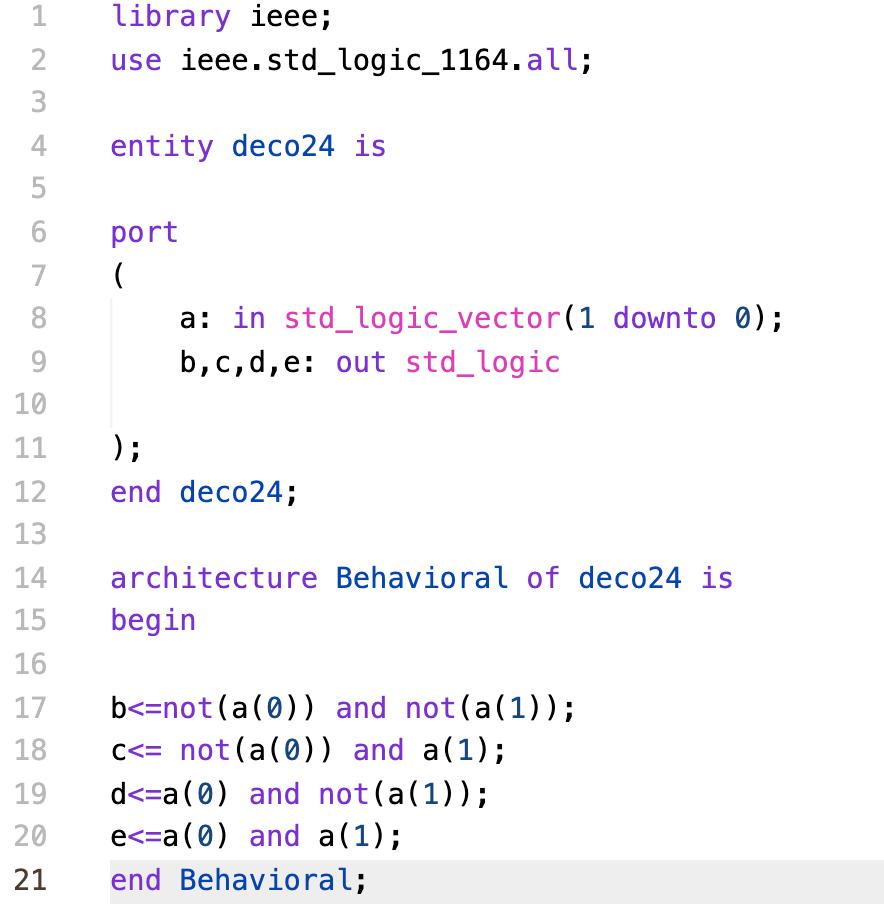 1 library ieee;
2 use ieee.std_logic_1164.all;
3
4 entity deco24 is
5
6 port
7 (
8 a: in std_logic_vector(1 downto 0);
9 b,c,d,e: out std_logic
10
11 );
12 end deco24;
13
14 architecture Behavioral of deco24 is
15 begin
16
17 b<=not(a(0)) and not(a(1));
18 c<= not(a(0)) and a(1);
19 d<=a(0) and not(a(1));
20 e<=a(0) and a(1);
21 end Behavioral;